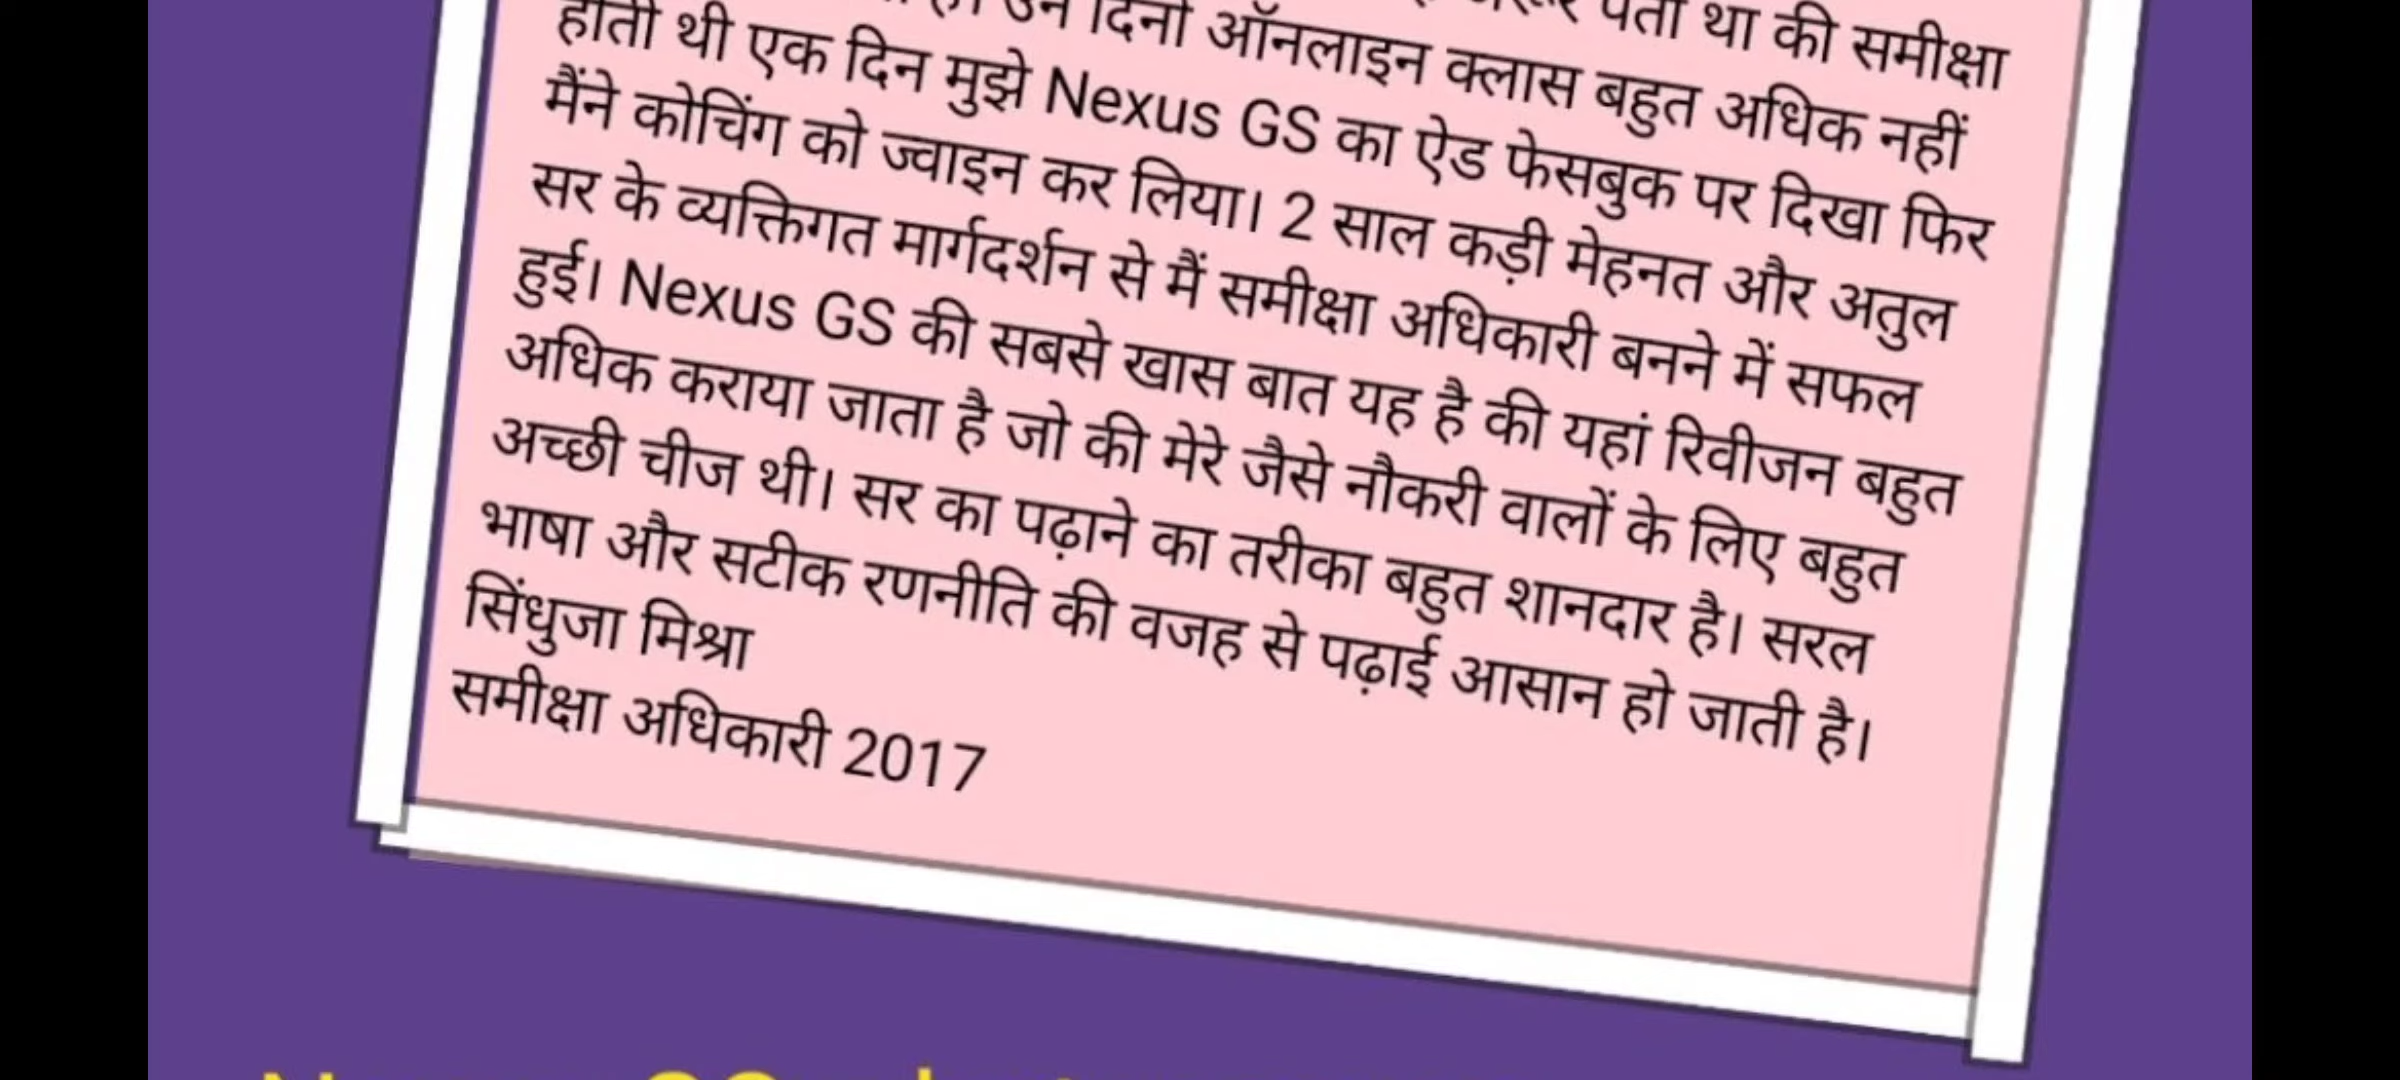 उन दिनों ऑनलाइन क्लास बहुत अधिक नहीं
पता था की समीक्षा
होती थी एक दिन मुझे Nexus GS का ऐड फेसबुक पर दिखा फिर
मैंने कोचिंग को ज्वाइन कर लिया। 2 साल कड़ी मेहनत और अतुल
सर के व्यक्तिगत मार्गदर्शन से मैं समीक्षा अधिकारी बनने में सफल
हुई। Nexus GS की सबसे खास बात यह है की यहां रिवीजन बहुत
अधिक कराया जाता है जो की मेरे जैसे नौकरी वालों के लिए बहुत
अच्छी चीज थी। सर का पढ़ाने का तरीका बहुत शानदार है। सरल
भाषा और सटीक रणनीति की वजह से पढ़ाई आसान हो जाती है।
सिंधुजा मिश्रा
समीक्षा अधिकारी 2017